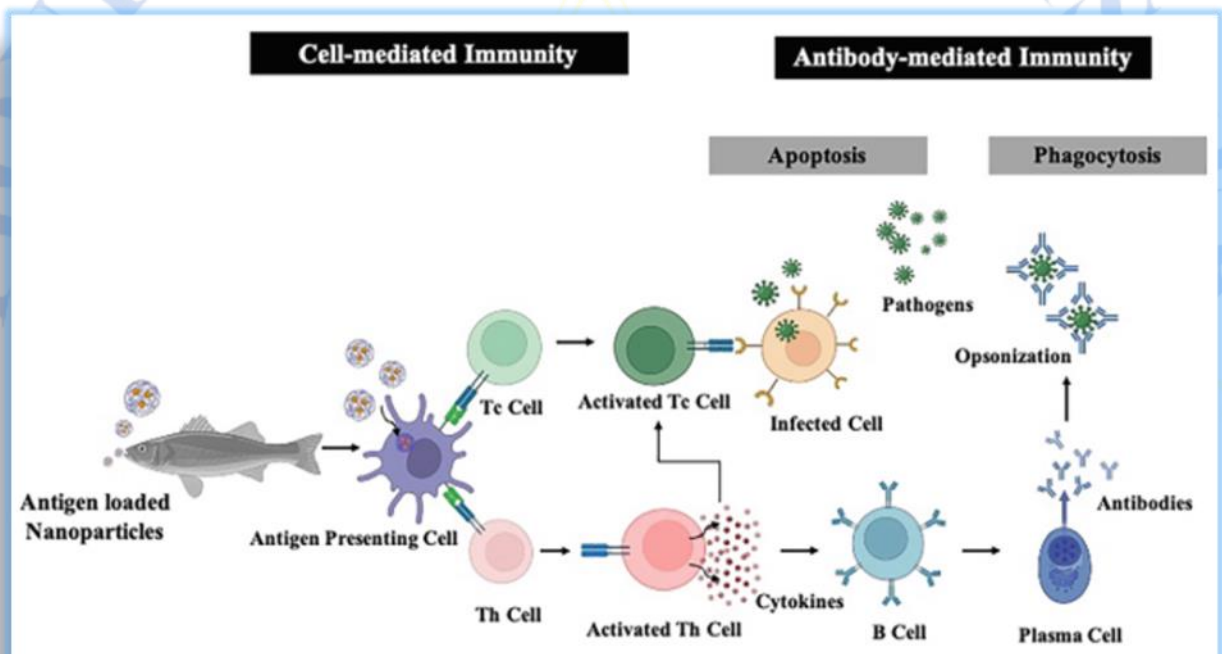 Cell-mediated Immunity
Antibody-mediated Immunity
Apoptosis
Phagocytosis
Pathogens
Opsonization
Tc Cell
Activated Tc Cell
Infected Cell
Antigen loaded
Nanoparticles
Antigen Presenting Cell
Antibodies
Th Cell
Activated Th Cell
Cytokines
B Cell
Plasma Cell